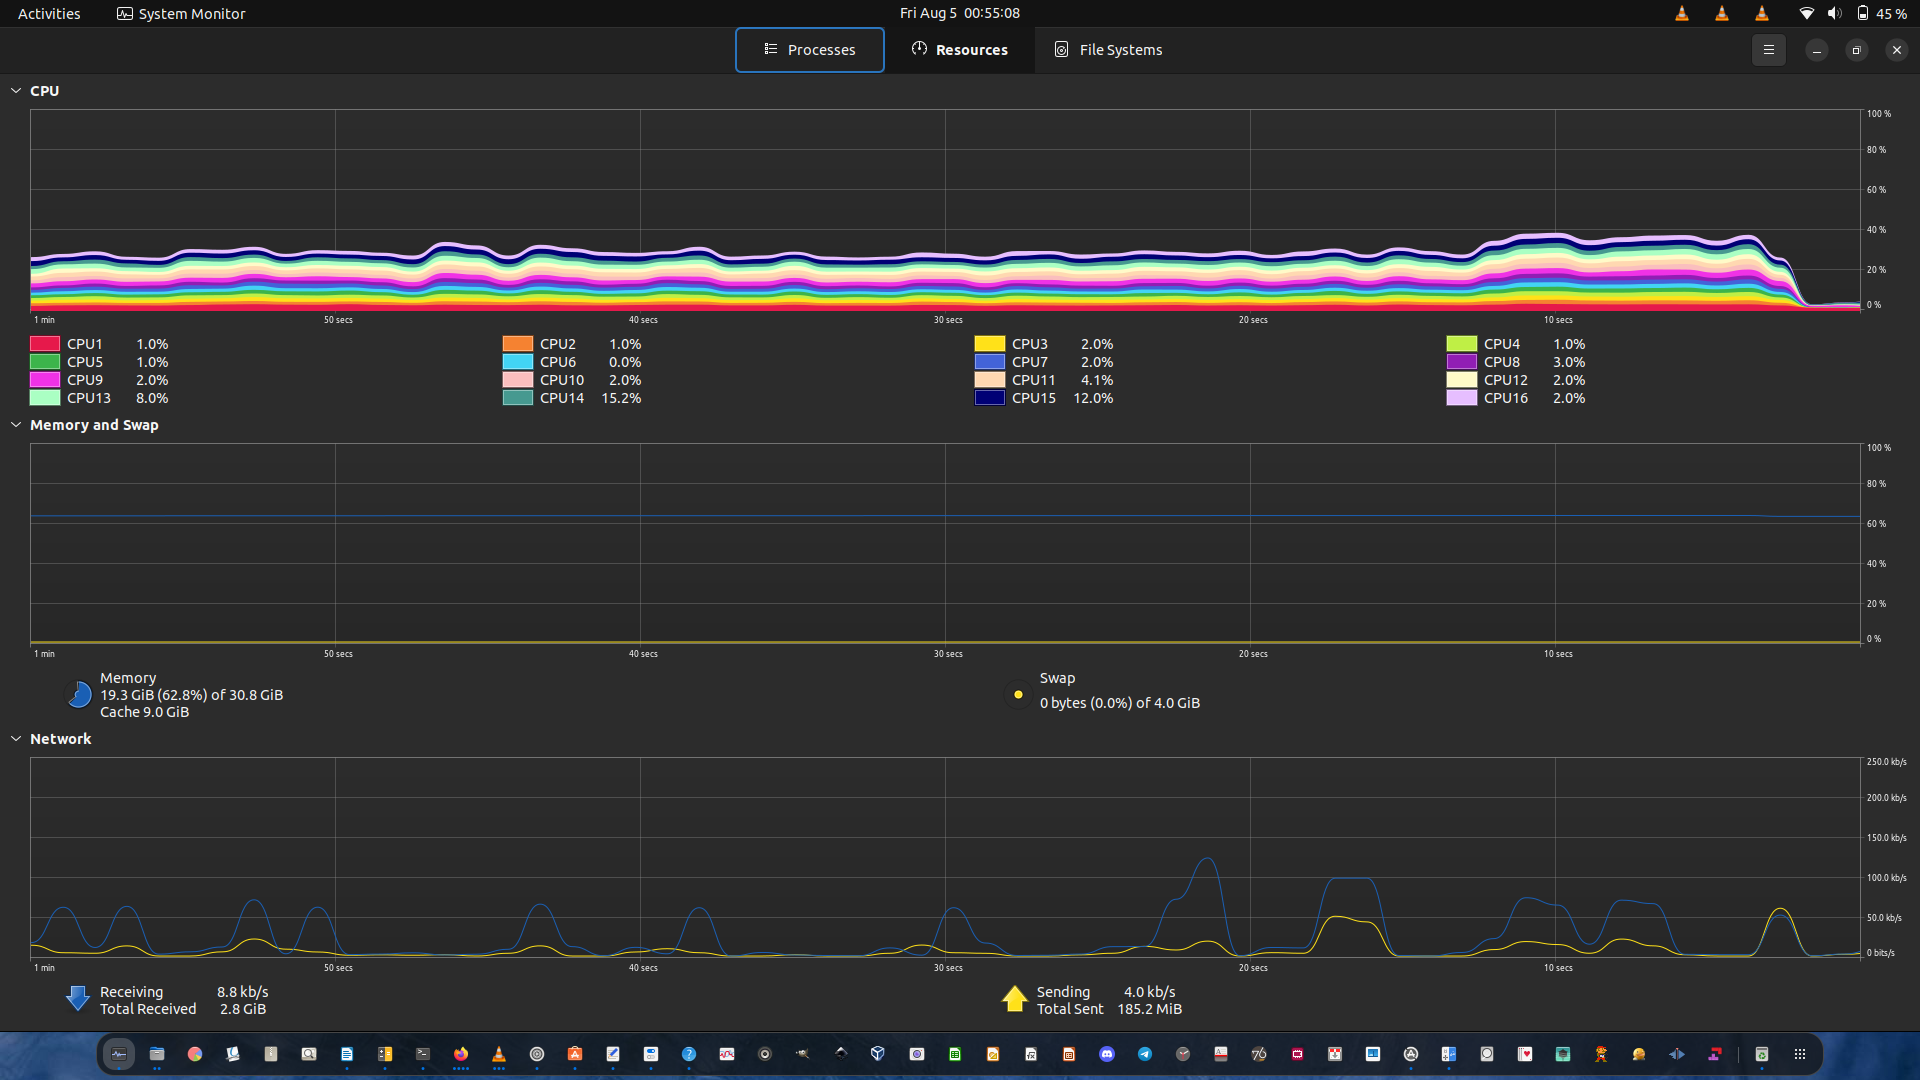 Activities System Monitor Fri Aug 5 00:55:08 45 %
Processes Resources File Systems
CPU
100 %
80 %
60 %
40 %
20 %
0 %
1 min 50 secs 40 secs 30 secs 20 secs 10 secs
CPU1 1.0% CPU2 1.0% CPU3 2.0% CPU4 1.0%
CPU5 1.0% CPU6 0.0% CPU7 2.0% CPU8 3.0%
CPU9 2.0% CPU10 2.0% CPU11 4.1% CPU12 2.0%
CPU13 8.0% CPU14 15.2% CPU15 12.0% CPU16 2.0%
Memory and Swap
100 %
80 %
60 %
40 %
20 %
0 %
1 min 50 secs 40 secs 30 secs 20 secs 10 secs
Memory
19.3 GiB (62.8%) of 30.8 GiB
Cache 9.0 GiB
Swap
0 bytes (0.0%) of 4.0 GiB
Network
250.0 kb/s
200.0 kb/s
150.0 kb/s
100.0 kb/s
50.0 kb/s
0 bits/s
1 min 50 secs 40 secs 30 secs 20 secs 10 secs
Receiving 8.8 kb/s
Total Received 2.8 GiB
Sending 4.0 kb/s
Total Sent 185.2 MiB
76